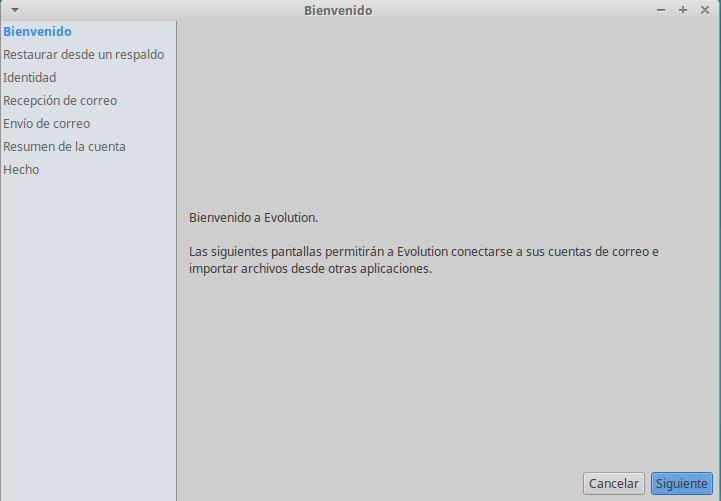 Bienvenido
Bienvenido
Restaurar desde un respaldo
Identidad
Recepción de correo
Envío de correo
Resumen de la cuenta
Hecho
Bienvenido a Evolution.
Las siguientes pantallas permitirán a Evolution conectarse a sus cuentas de correo e
importar archivos desde otras aplicaciones.
Cancelar
Siguiente